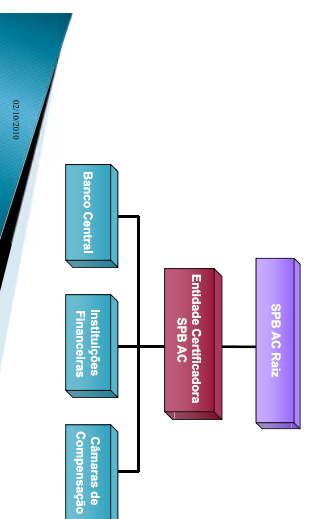 SPB AC Raiz
Entidade Certificadora
SPB AC
Banco Central
Instituições
Financeiras
Câmaras de
Compensação
02/10/2010